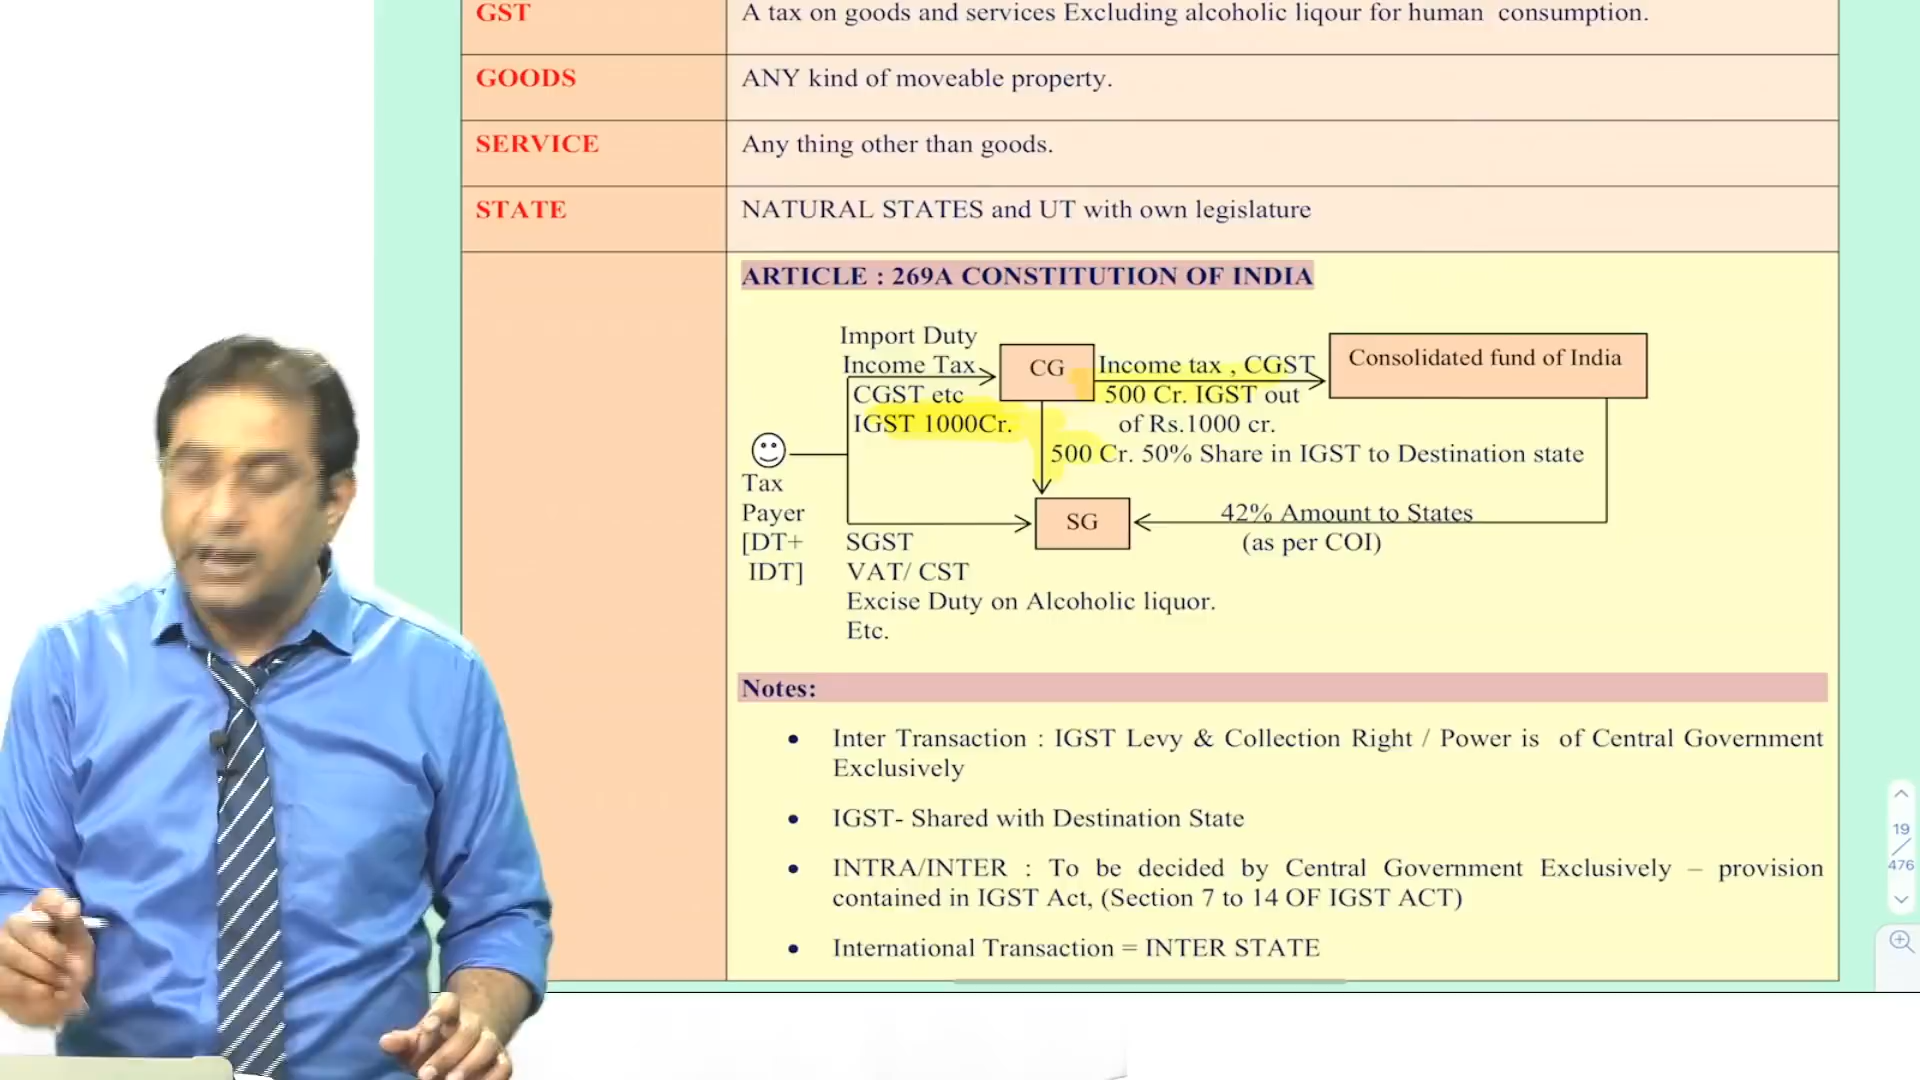 GST
A tax on goods and services Excluding alcoholic liqour for human consumption.
GOODS
ANY kind of moveable property.
SERVICE
Any thing other than goods.
STATE
NATURAL STATES and UT with own legislature
ARTICLE : 269A CONSTITUTION OF INDIA
Import Duty
Income Tax
CGST etc
IGST 1000Cr.
CG
Income tax , CGST
500 Cr. IGST out
of Rs.1000 cr.
Consolidated fund of India
500 Cr. 50% Share in IGST to Destination state
Tax
Payer
[DT+
IDT]
SG
42% Amount to States
(as per COI)
SGST
VAT/ CST
Excise Duty on Alcoholic liquor.
Etc.
Notes:
• Inter Transaction : IGST Levy & Collection Right / Power is of Central Government
Exclusively
• IGST- Shared with Destination State
• INTRA/INTER : To be decided by Central Government Exclusively – provision
contained in IGST Act, (Section 7 to 14 OF IGST ACT)
• International Transaction = INTER STATE
19
/
476